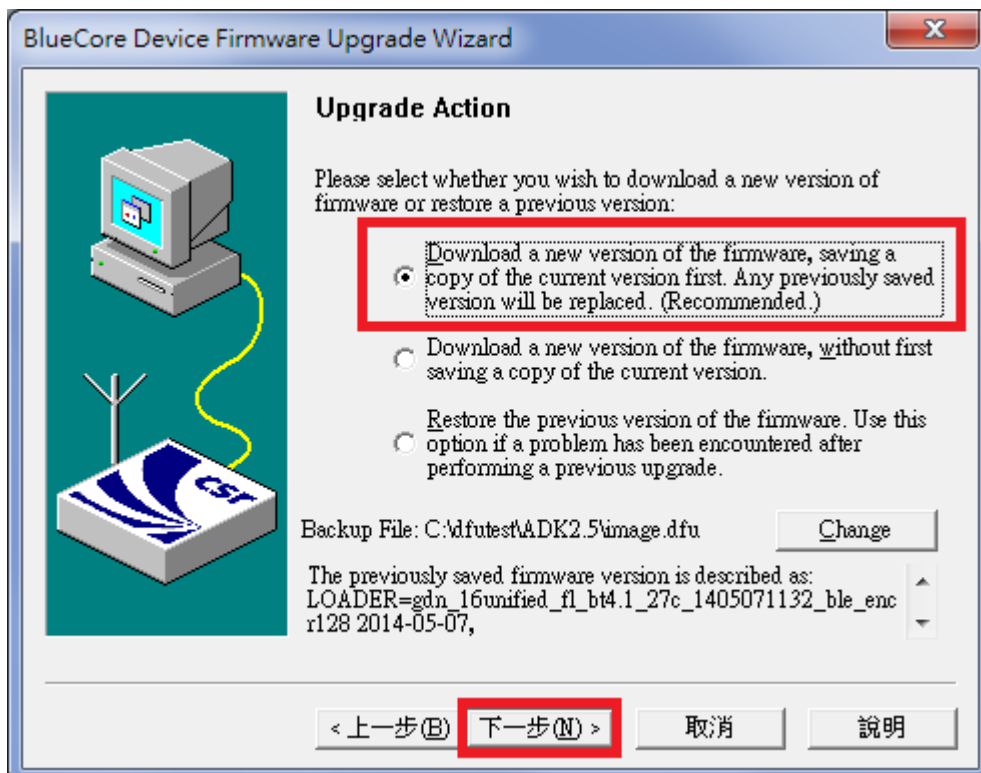 BlueCore Device Firmware Upgrade Wizard
Upgrade Action
Please select whether you wish to download a new version of
firmware or restore a previous version:
Download a new version of the firmware, saving a
copy of the current version first. Any previously saved
version will be replaced. (Recommended.)
Download a new version of the firmware, without first
saving a copy of the current version.
Restore the previous version of the firmware. Use this
option if a problem has been encountered after
performing a previous upgrade.
csr
Backup File: C:\dfutest\ADK2.5\image.dfu
Change
The previously saved firmware version is described as:
LOADER=gdn_16unified_fl_bt4.1_27c_1405071132_ble_enc
r128 2014-05-07,
<上一步(B) 下一步(N) > 取消 說明